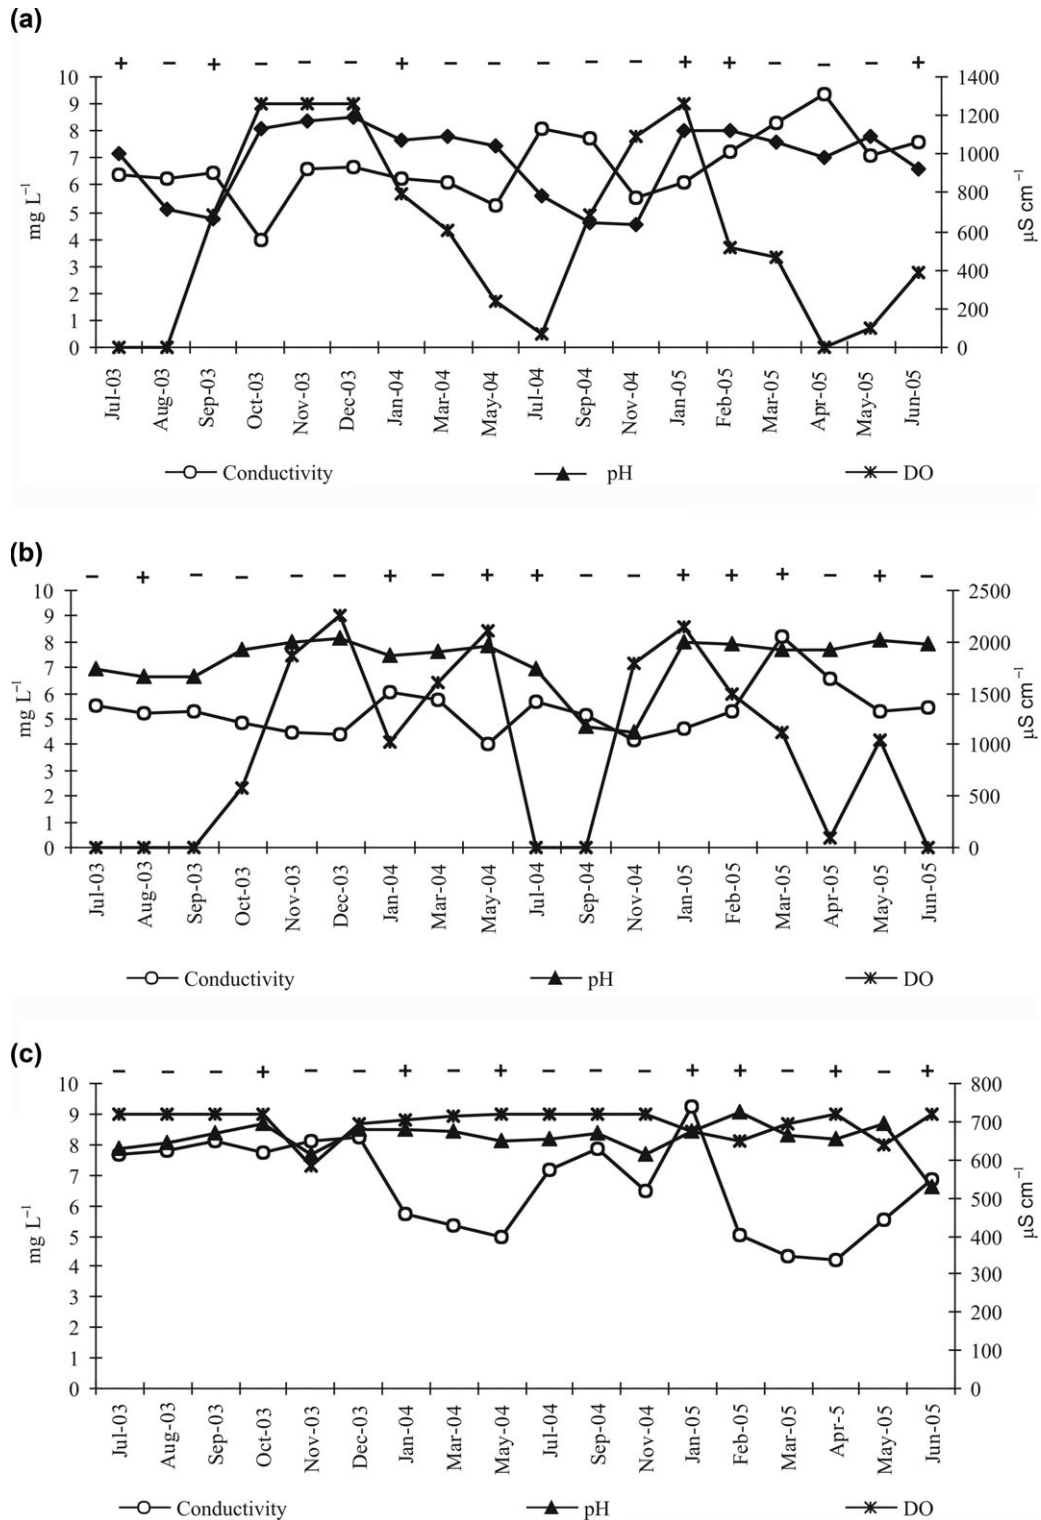 (a)
+ − + − − − + − − − − − + + − − − +
10 1400
9 1200
8
7 1000
6 800
5
4 600
3 400
2
1 200
0 0
mg L−1
μS cm−1
Jul-03 Aug-03 Sep-03 Oct-03 Nov-03 Dec-03 Jan-04 Mar-04 May-04 Jul-04 Sep-04 Nov-04 Jan-05 Feb-05 Mar-05 Apr-05 May-05 Jun-05
Conductivity pH DO
(b)
− + − − − − + − + + − − + + + − + −
10 2500
9
8 2000
7
6 1500
5
4 1000
3
2 500
1
0 0
mg L−1
μS cm−1
Jul-03 Aug-03 Sep-03 Oct-03 Nov-03 Dec-03 Jan-04 Mar-04 May-04 Jul-04 Sep-04 Nov-04 Jan-05 Feb-05 Mar-05 Apr-05 May-05 Jun-05
Conductivity pH DO
(c)
− − − + − − + − + − − − + + − + − +
10 800
9 700
8 600
7
6 500
5 400
4 300
3
2 200
1 100
0 0
mg L−1
μS cm−1
Jul-03 Aug-03 Sep-03 Oct-03 Nov-03 Dec-03 Jan-04 Mar-04 May-04 Jul-04 Sep-04 Nov-04 Jan-05 Feb-05 Mar-05 Apr-5 May-05 Jun-05
Conductivity pH DO